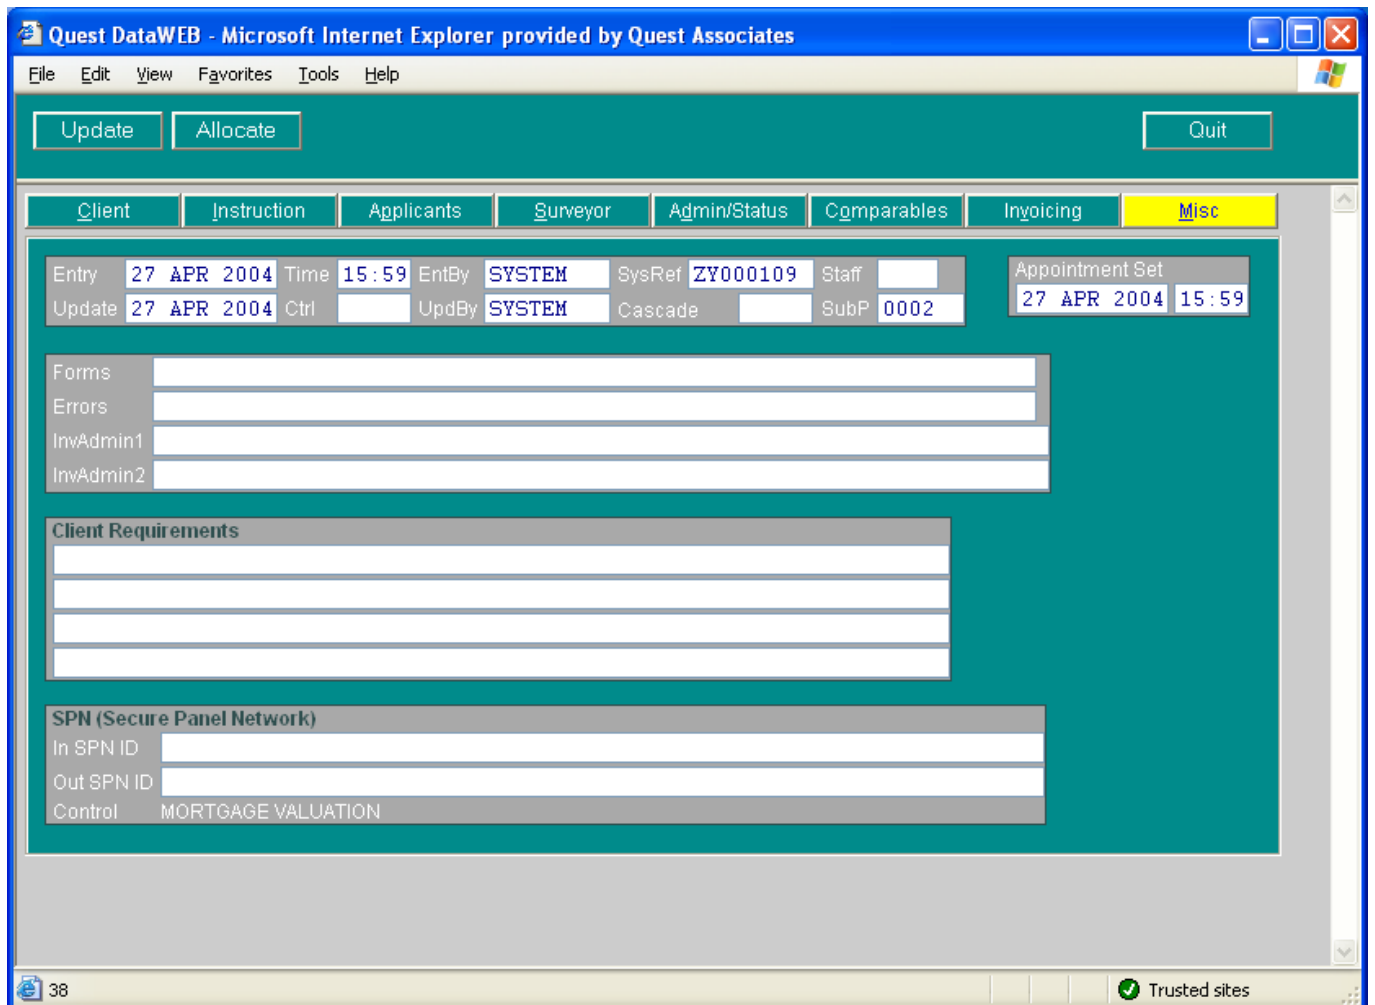 Quest DataWEB - Microsoft Internet Explorer provided by Quest Associates
File Edit View Favorites Tools Help
Update Allocate Quit
Client Instruction Applicants Surveyor Admin/Status Comparables Invoicing Misc
Entry 27 APR 2004 Time 15:59 EntBy SYSTEM SysRef ZY000109 Staff Appointment Set
Update 27 APR 2004 Ctrl UpdBy SYSTEM Cascade SubP 0002 27 APR 2004 15:59
Forms
Errors
InvAdmin1
InvAdmin2
Client Requirements
SPN (Secure Panel Network)
In SPN ID
Out SPN ID
Control MORTGAGE VALUATION
38 Trusted sites